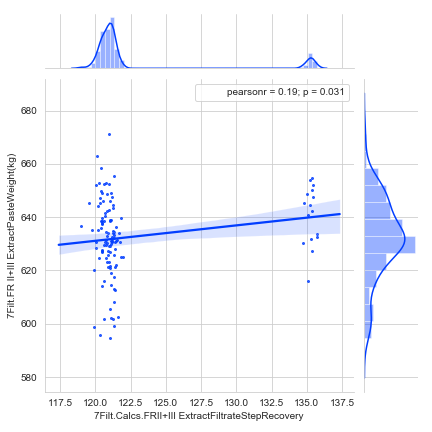 pearsonr = 0.19; p = 0.031
680
660
640
620
600
580
7Filt.FR II+III ExtractPasteWeight(kg)
117.5 120.0 122.5 125.0 127.5 130.0 132.5 135.0 137.5
7Filt.Calcs.FRII+III ExtractFiltrateStepRecovery